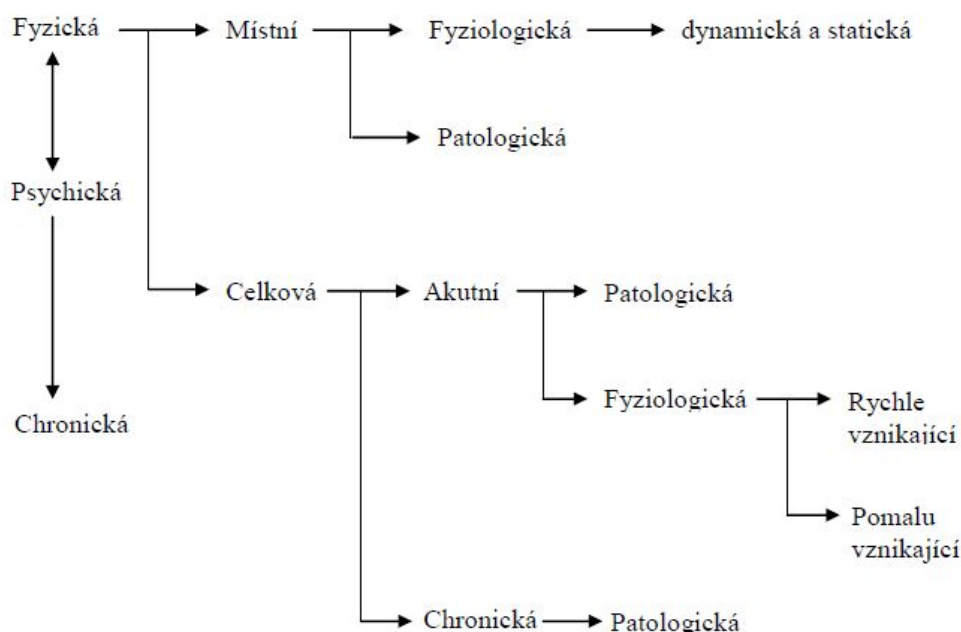 Fyzická
Místní
Fyziologická
dynamická a statická
Patologická
Psychická
Celková
Akutní
Patologická
Fyziologická
Rychle
vznikající
Chronická
Pomalu
vznikající
Chronická
Patologická